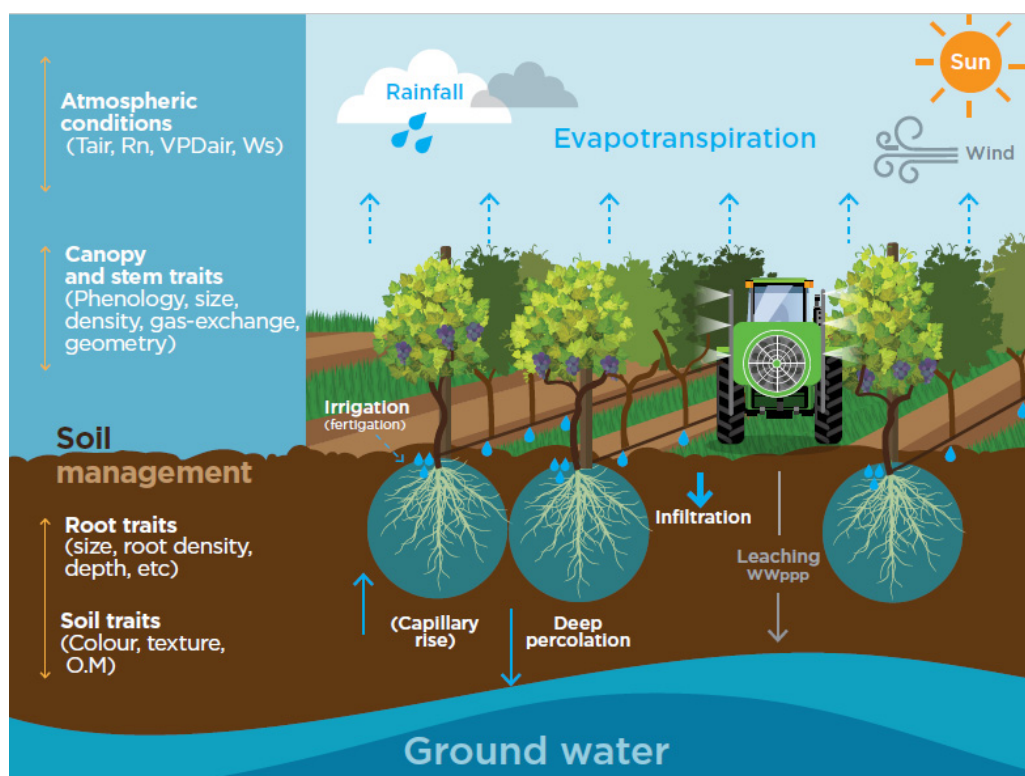 Atmospheric
conditions
(Tair, Rn, VPDair, Ws)
Canopy
and stem traits
(Phenology, size,
density, gas-exchange,
geometry)
Soil
management
Root traits
(size, root density,
depth, etc)
Soil traits
(Colour, texture,
O.M)
Rainfall
Evapotranspiration
Sun
Wind
Irrigation
(fertigation)
Infiltration
Leaching
WWppp
(Capillary
rise)
Deep
percolation
Ground water